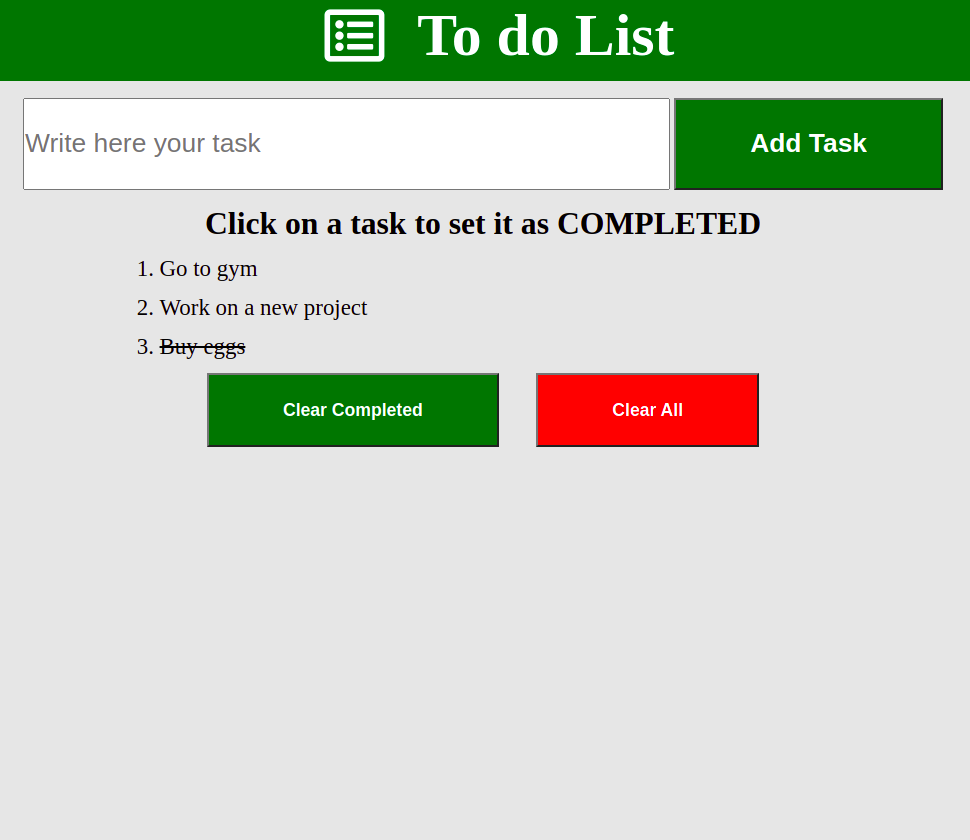 To do List
Write here your task
Add Task
Click on a task to set it as COMPLETED
1. Go to gym
2. Work on a new project
3. Buy eggs
Clear Completed
Clear All